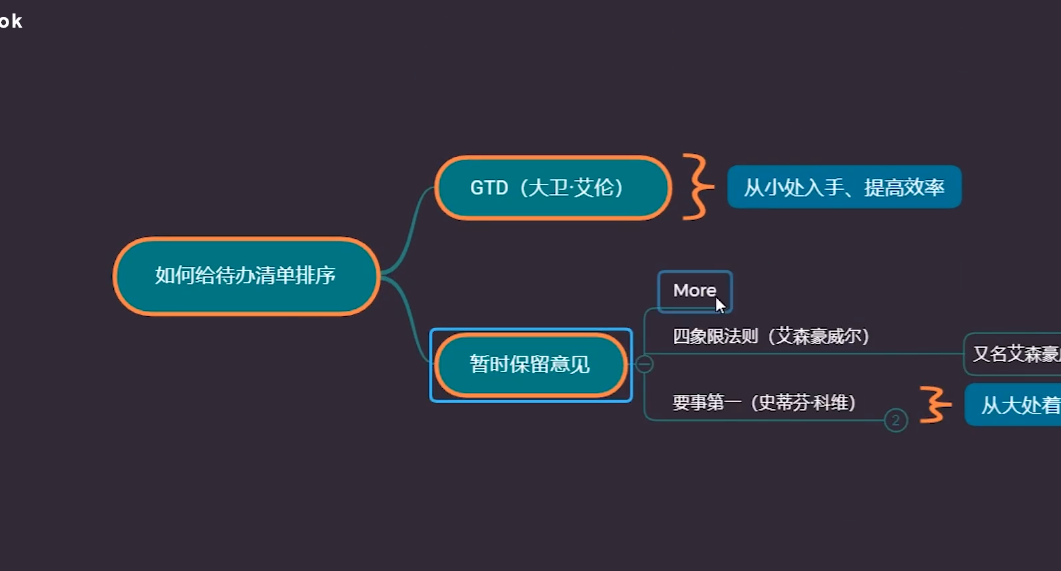 ok
GTD（大卫·艾伦）
从小处入手、提高效率
如何给待办清单排序
More
四象限法则（艾森豪威尔）
又名艾森豪
暂时保留意见
要事第一（史蒂芬·科维）
2
从大处着